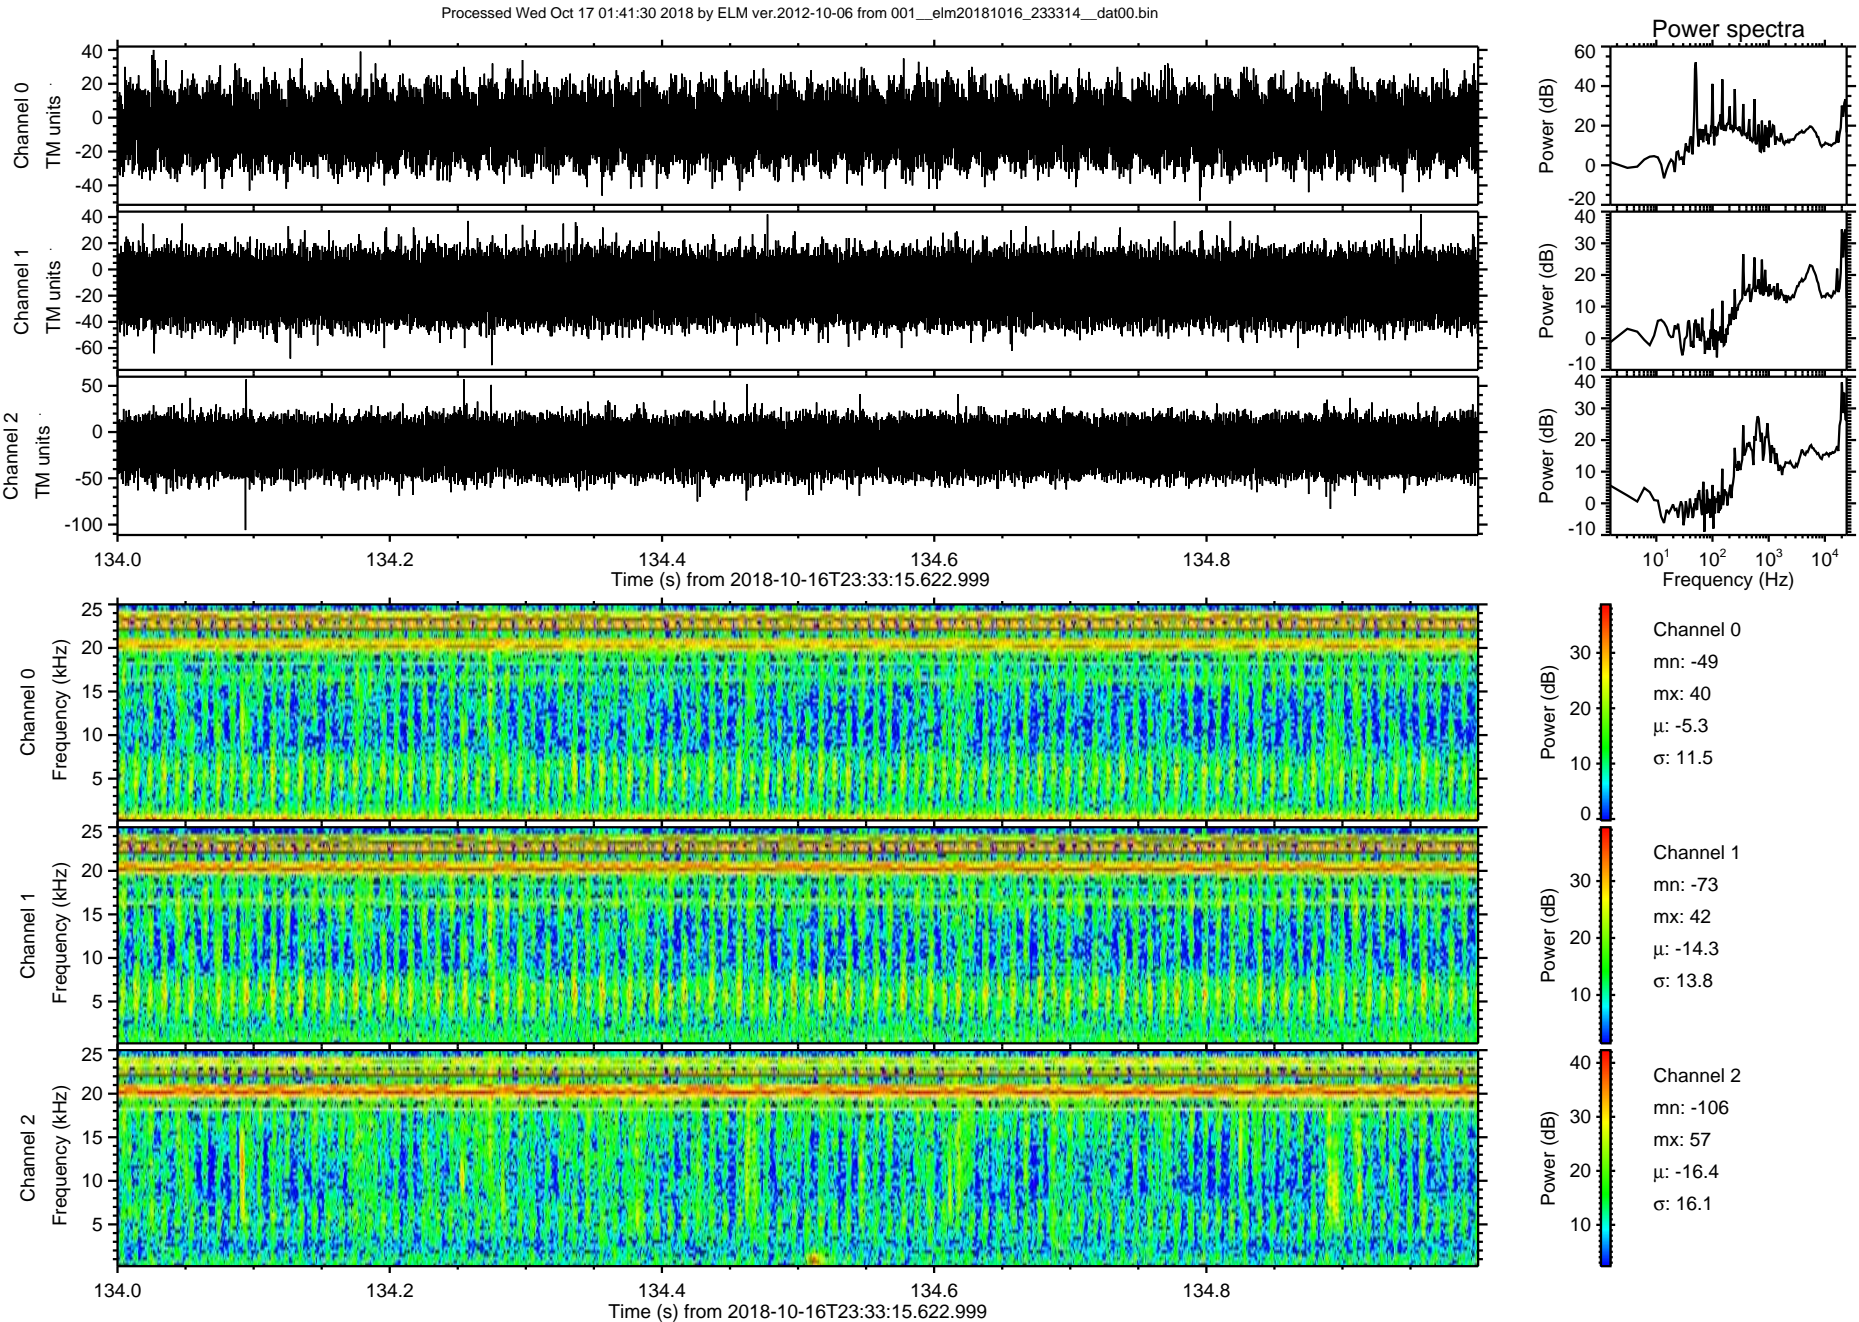 Processed Wed Oct 17 01:41:30 2018 by ELM ver.2012-10-06 from 001__elm20181016_233314__dat00.bin
Power spectra
Channel 0
TM units
40
20
0
-20
-40
Power (dB)
60
40
20
0
-20
Channel 1
TM units
40
20
0
-20
-40
-60
Power (dB)
40
30
20
10
0
-10
Channel 2
TM units
50
0
-50
-100
Power (dB)
40
30
20
10
0
-10
134.0 134.2 134.4 134.6 134.8
Time (s) from 2018-10-16T23:33:15.622.999
10¹ 10² 10³ 10⁴
Frequency (Hz)
Channel 0
Frequency (kHz)
25
20
15
10
5
Power (dB)
30
20
10
0
Channel 0
mn: -49
mx: 40
μ: -5.3
σ: 11.5
Channel 1
Frequency (kHz)
25
20
15
10
5
Power (dB)
30
20
10
Channel 1
mn: -73
mx: 42
μ: -14.3
σ: 13.8
Channel 2
Frequency (kHz)
25
20
15
10
5
Power (dB)
40
30
20
10
Channel 2
mn: -106
mx: 57
μ: -16.4
σ: 16.1
134.0 134.2 134.4 134.6 134.8
Time (s) from 2018-10-16T23:33:15.622.999